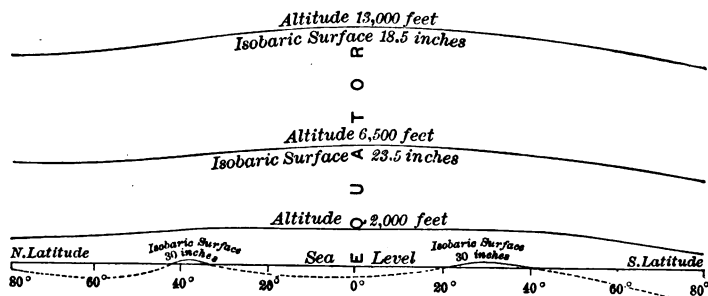 Altitude 13,000 feet
Isobaric Surface 18.5 inches
Altitude 6,500 feet
Isobaric Surface 23.5 inches
EQUATOR
Altitude 2,000 feet
N. Latitude
Isobaric Surface
30 inches
Sea Level
Isobaric Surface
30 inches
S. Latitude
80° 60° 40° 20° 0° 20° 40° 60° 80°